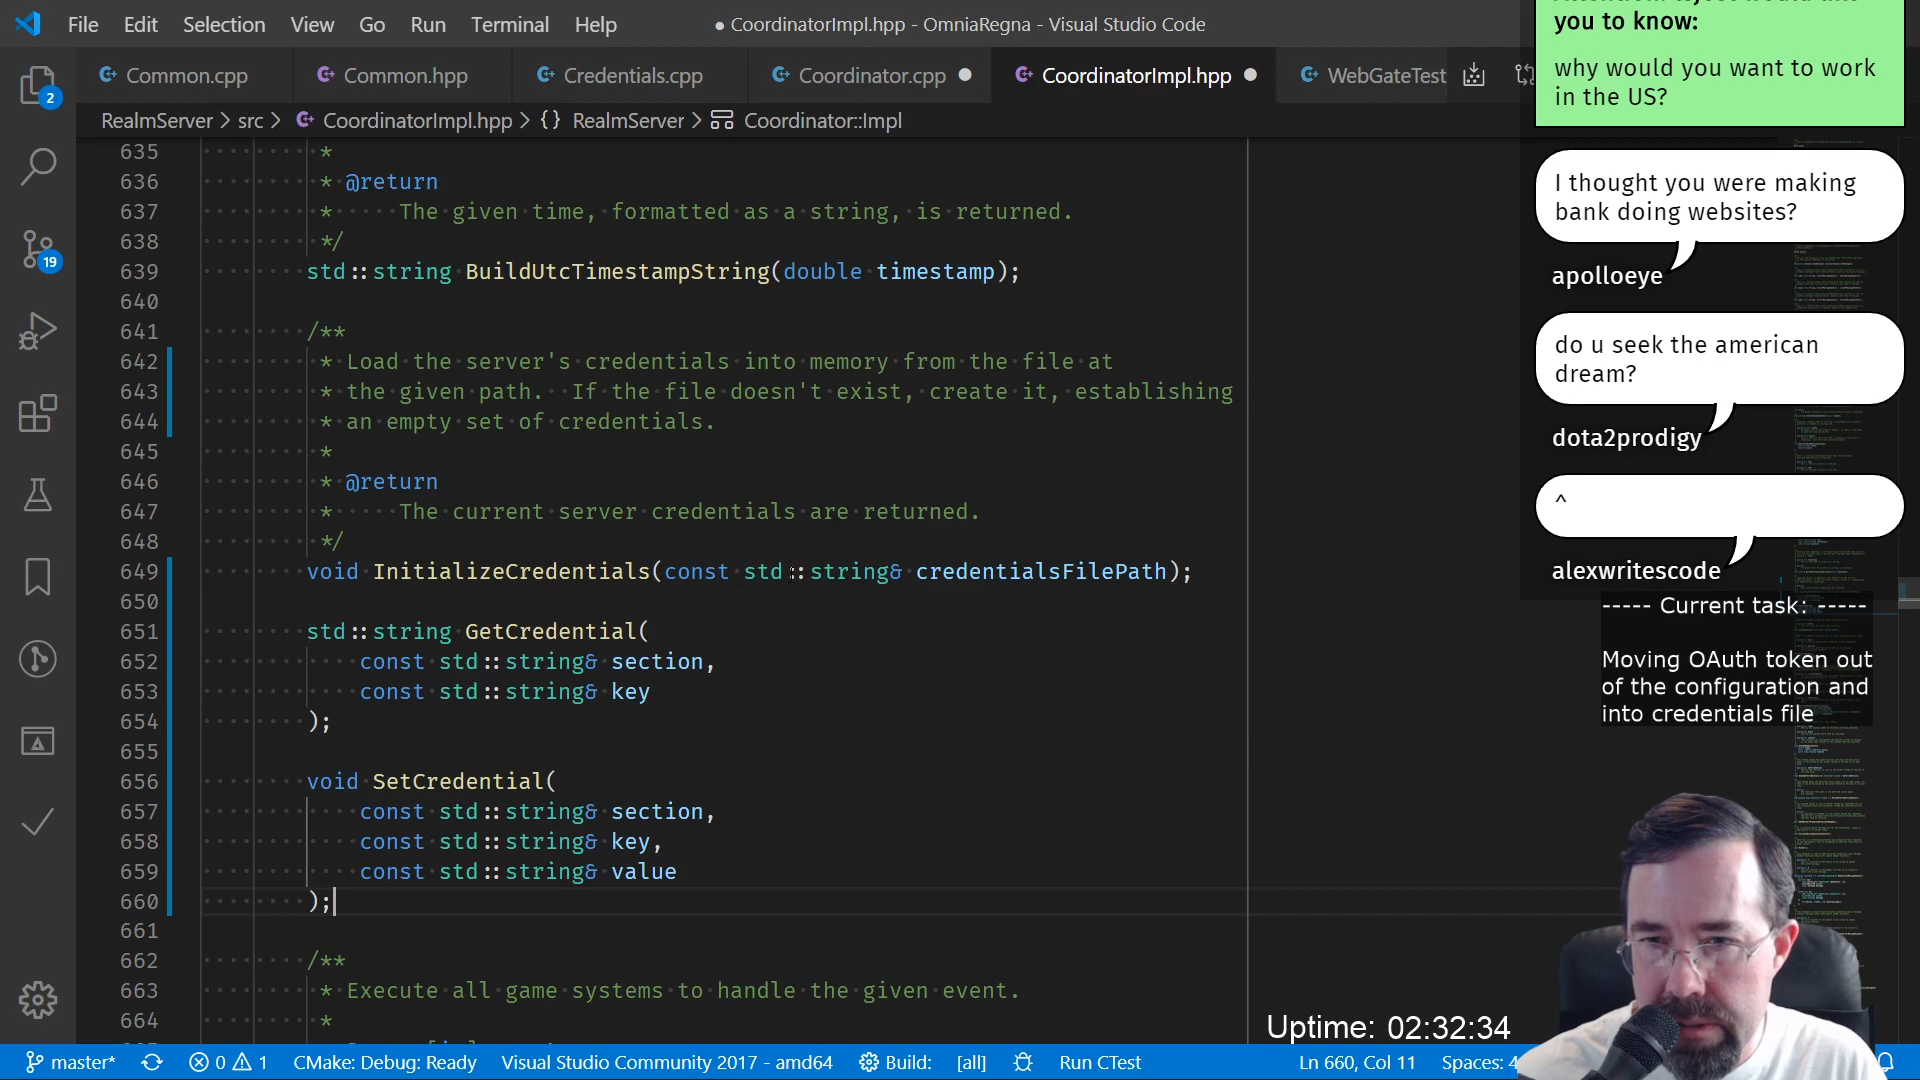 File Edit Selection View Go Run Terminal Help
● CoordinatorImpl.hpp - OmniaRegna - Visual Studio Code
Common.cpp
Common.hpp
Credentials.cpp
Coordinator.cpp
CoordinatorImpl.hpp
WebGateTest
RealmServer > src > CoordinatorImpl.hpp > {} RealmServer > Coordinator::Impl
635 *
636 * @return
637 * The given time, formatted as a string, is returned.
638 */
639 std::string BuildUtcTimestampString(double timestamp);
640
641 /**
642 * Load the server's credentials into memory from the file at
643 * the given path.  If the file doesn't exist, create it, establishing
644 * an empty set of credentials.
645 *
646 * @return
647 * The current server credentials are returned.
648 */
649 void InitializeCredentials(const std::string& credentialsFilePath);
650
651 std::string GetCredential(
652 const std::string& section,
653 const std::string& key
654 );
655
656 void SetCredential(
657 const std::string& section,
658 const std::string& key,
659 const std::string& value
660 );
661
662 /**
663 * Execute all game systems to handle the given event.
664 *
2
19
you to know:
why would you want to work
in the US?
I thought you were making
bank doing websites?
apolloeye
do u seek the american
dream?
dota2prodigy
^
alexwritescode
----- Current task: -----
Moving OAuth token out
of the configuration and
into credentials file
Uptime: 02:32:34
master* 0 1 CMake: Debug: Ready Visual Studio Community 2017 - amd64 Build: [all] Run CTest Ln 660, Col 11 Spaces: 4